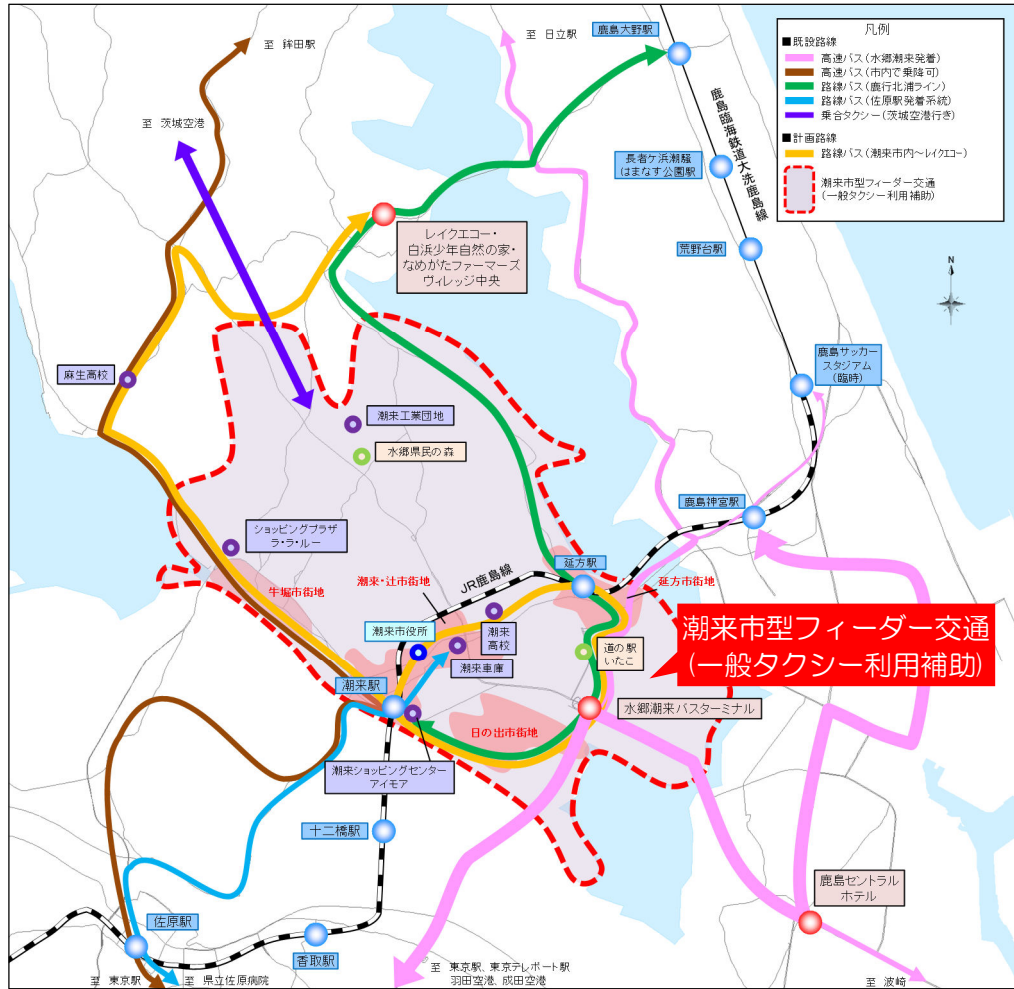 至 鉾田駅
至 日立駅
鹿島大野駅
凡例
■既設路線
高速バス(水郷潮来発着)
高速バス(市内で乗降可)
路線バス(鹿行北浦ライン)
路線バス(佐原駅発着系統)
乗合タクシー(茨城空港行き)
■計画路線
路線バス(潮来市内～レイクエコー)
潮来市型フィーダー交通
(一般タクシー利用補助)
至 茨城空港
鹿島臨海鉄道大洗鹿島線
長者ケ浜潮騒
はまなす公園駅
荒野台駅
N
レイクエコー・
白浜少年自然の家・
なめがたファーマーズ
ヴィレッジ中央
鹿島サッカー
スタジアム
(臨時)
麻生高校
潮来工業団地
水郷県民の森
鹿島神宮駅
ショッピングプラザ
ラ・ラ・ルー
牛堀市街地
潮来・辻市街地
JR鹿島線
延方駅
延方市街地
潮来市役所
潮来
高校
潮来車庫
道の駅
いたこ
潮来市型フィーダー交通
(一般タクシー利用補助)
潮来駅
水郷潮来バスターミナル
日の出市街地
潮来ショッピングセンター
アイモア
十二橋駅
鹿島セントラル
ホテル
佐原駅
香取駅
至 東京駅
至 県立佐原病院
至 東京駅、東京テレポート駅
羽田空港、成田空港
至 波崎